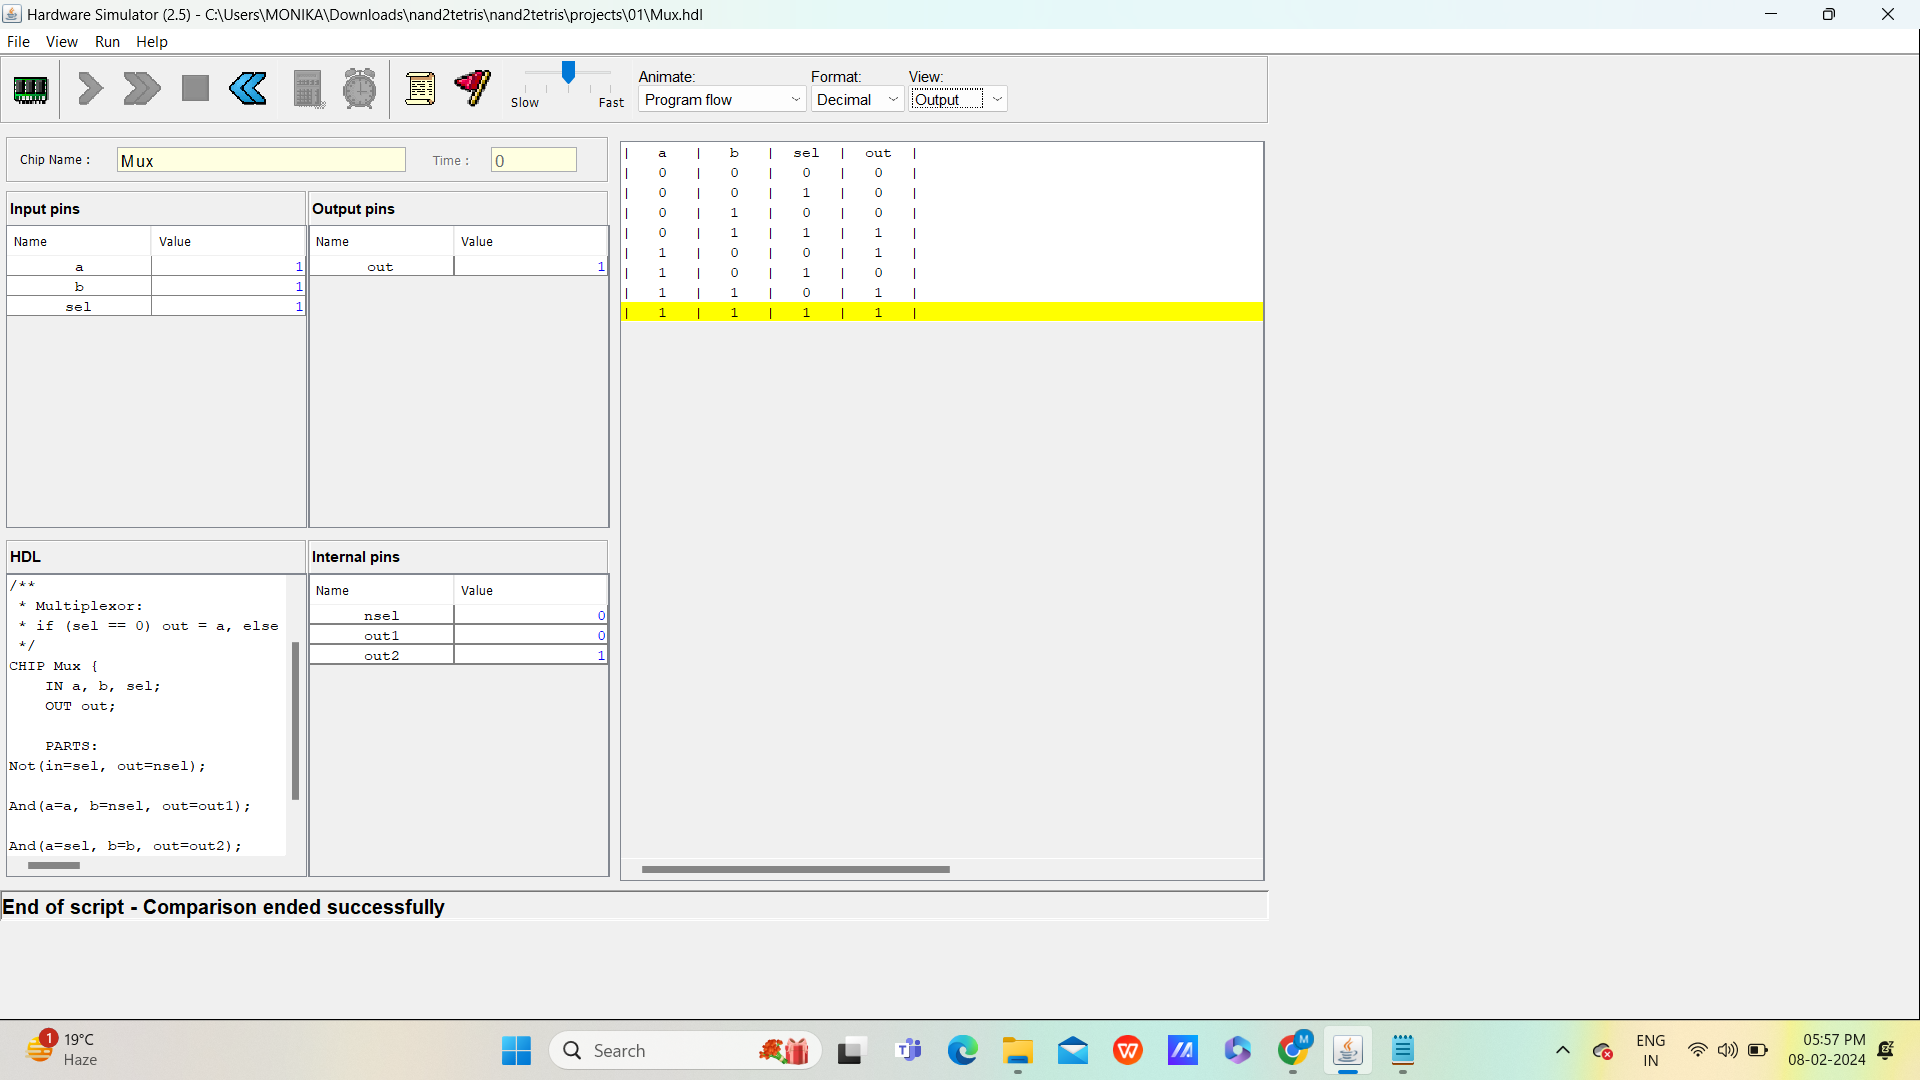 Hardware Simulator (2.5) - C:\Users\MONIKA\Downloads\nand2tetris\nand2tetris\projects\01\Mux.hdl
File View Run Help
Slow Fast
Animate: Format: View:
Program flow Decimal Output
Chip Name : Mux Time : 0
Input pins
Name Value
a 1
b 1
sel 1
Output pins
Name Value
out 1
| a | b | sel | out |
| 0 | 0 | 0 | 0 |
| 0 | 0 | 1 | 0 |
| 0 | 1 | 0 | 0 |
| 0 | 1 | 1 | 1 |
| 1 | 0 | 0 | 1 |
| 1 | 0 | 1 | 0 |
| 1 | 1 | 0 | 1 |
| 1 | 1 | 1 | 1 |
HDL
/**
* Multiplexor:
* if (sel == 0) out = a, else
*/
CHIP Mux {
IN a, b, sel;
OUT out;
PARTS:
Not(in=sel, out=nsel);
And(a=a, b=nsel, out=out1);
And(a=sel, b=b, out=out2);
Internal pins
Name Value
nsel 0
out1 0
out2 1
End of script - Comparison ended successfully
1
19°C
Haze
Search
M
ENG
IN
05:57 PM
08-02-2024